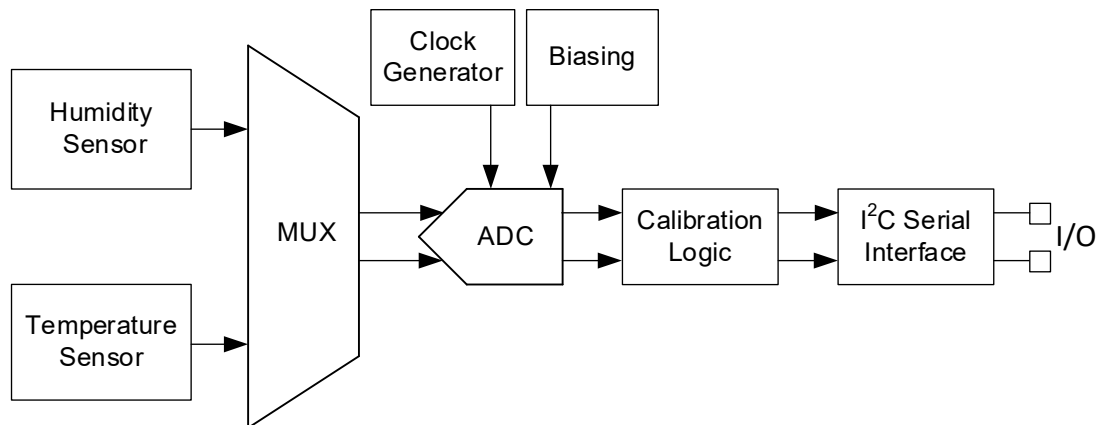 Clock
Generator
Biasing
Humidity
Sensor
MUX
ADC
Calibration
Logic
I²C Serial
Interface
I/O
Temperature
Sensor